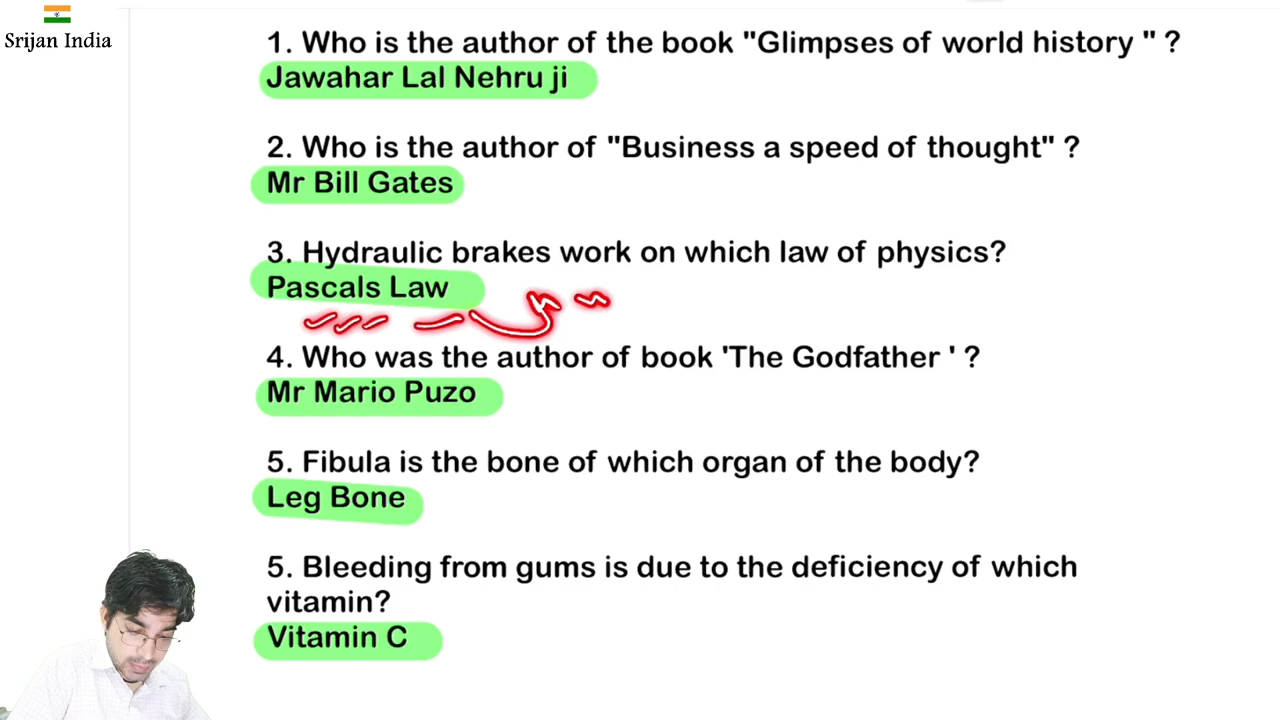 Srijan India
1. Who is the author of the book "Glimpses of world history " ?
Jawahar Lal Nehru ji
2. Who is the author of "Business a speed of thought" ?
Mr Bill Gates
3. Hydraulic brakes work on which law of physics?
Pascals Law
4. Who was the author of book 'The Godfather ' ?
Mr Mario Puzo
5. Fibula is the bone of which organ of the body?
Leg Bone
5. Bleeding from gums is due to the deficiency of which
vitamin?
Vitamin C